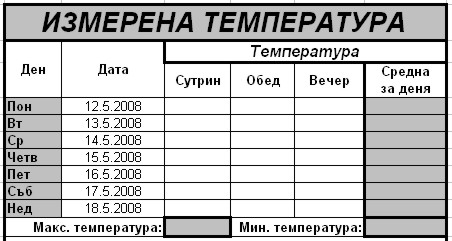 ИЗМЕРЕНА ТЕМПЕРАТУРА
Температура
Ден Дата Сутрин Обед Вечер Средна за деня
Пон 12.5.2008
Вт 13.5.2008
Ср 14.5.2008
Четв 15.5.2008
Пет 16.5.2008
Съб 17.5.2008
Нед 18.5.2008
Макс. температура: Мин. температура: